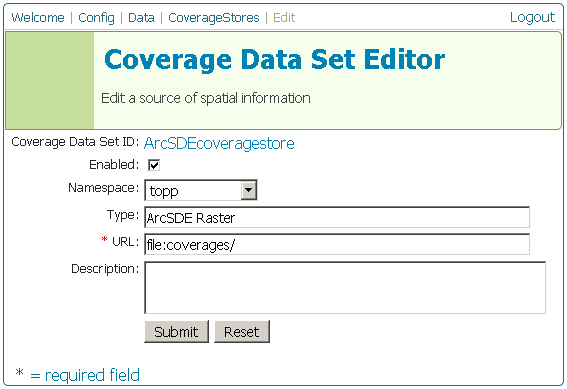 Welcome | Config | Data | CoverageStores | Edit Logout
Coverage Data Set Editor
Edit a source of spatial information
Coverage Data Set ID: ArcSDEcoveragestore
Enabled:
Namespace: topp
Type: ArcSDE Raster
* URL: file:coverages/
Description:
Submit Reset
* = required field